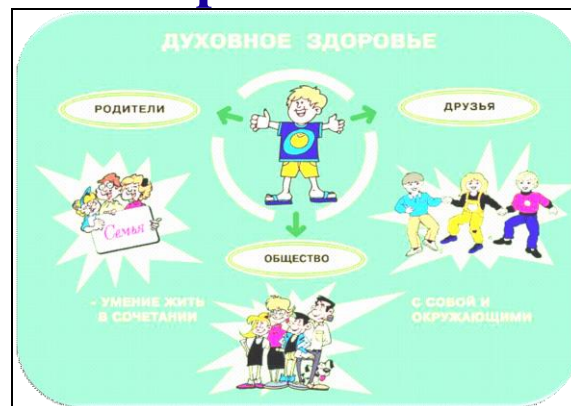 ДУХОВНОЕ ЗДОРОВЬЕ
РОДИТЕЛИ
ДРУЗЬЯ
Семья
ОБЩЕСТВО
- УМЕНИЕ ЖИТЬ
В СОЧЕТАНИИ
С СОБОЙ И
ОКРУЖАЮЩИМИ